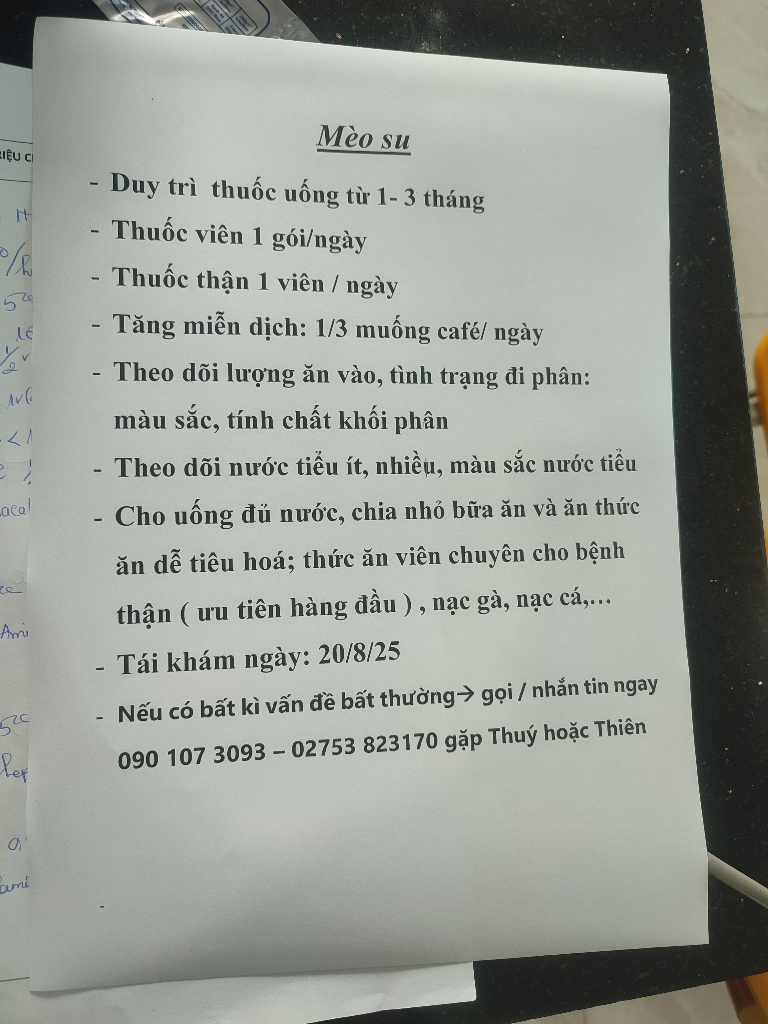 Mèo su
- Duy trì thuốc uống từ 1- 3 tháng
- Thuốc viên 1 gói/ngày
- Thuốc thận 1 viên / ngày
- Tăng miễn dịch: 1/3 muống café/ ngày
- Theo dõi lượng ăn vào, tình trạng đi phân:
màu sắc, tính chất khối phân
- Theo dõi nước tiểu ít, nhiều, màu sắc nước tiểu
- Cho uống đủ nước, chia nhỏ bữa ăn và ăn thức
ăn dễ tiêu hoá; thức ăn viên chuyên cho bệnh
thận ( ưu tiên hàng đầu ) , nạc gà, nạc cá,...
- Tái khám ngày: 20/8/25
- Nếu có bất kì vấn đề bất thường→ gọi / nhắn tin ngay
090 107 3093 – 02753 823170 gặp Thuý hoặc Thiên
-